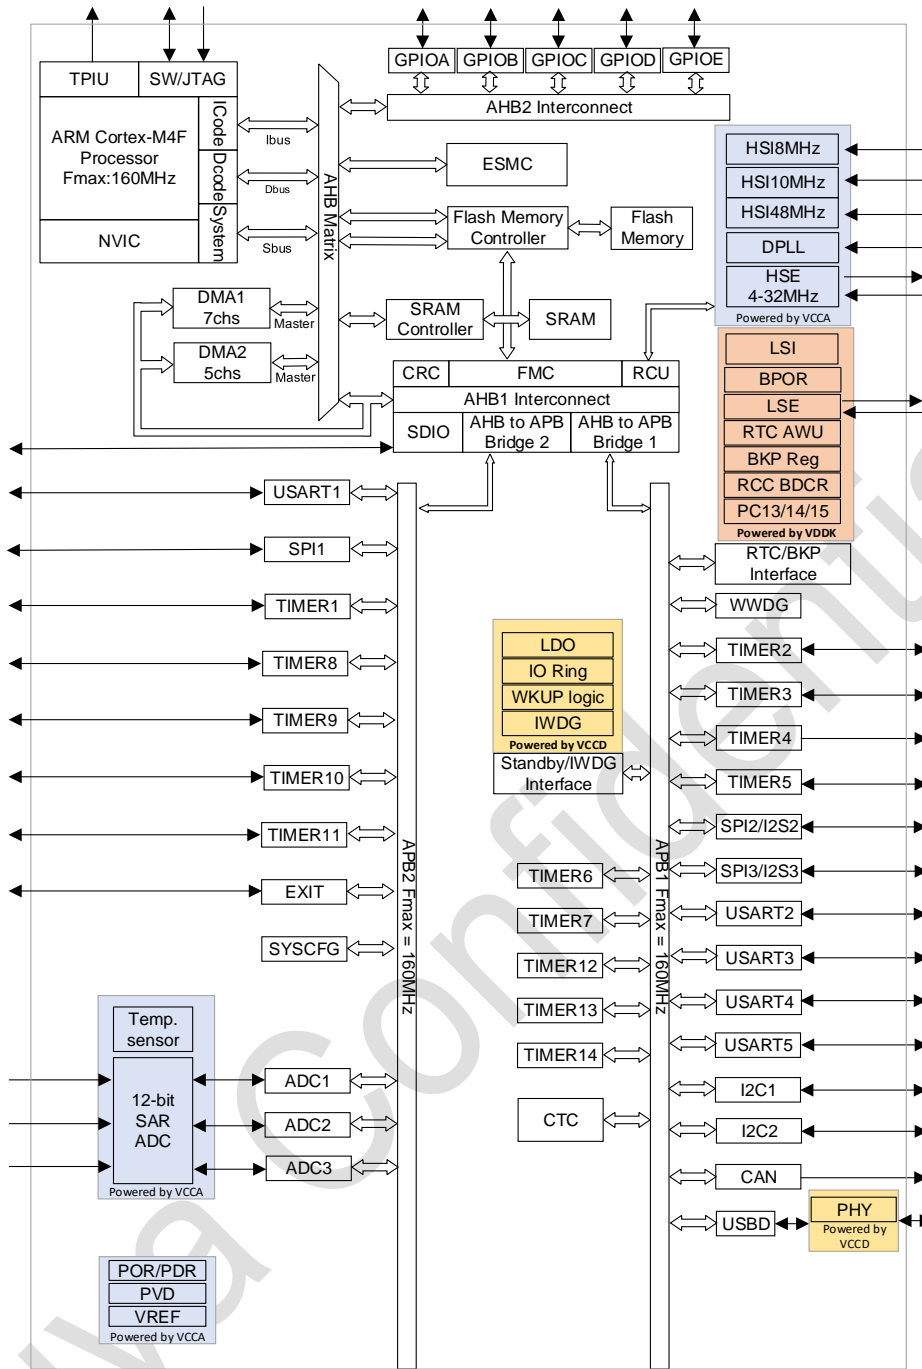 GPIOA
GPIOB
GPIOC
GPIOD
GPIOE
AHB2 Interconnect
TPIU
SW/JTAG
ARM Cortex-M4F
Processor
Fmax:160MHz
ICode
Dcode
System
NVIC
Ibus
Dbus
Sbus
AHB Matrix
ESMC
Flash Memory
Controller
Flash
Memory
DMA1
7chs
Master
DMA2
5chs
Master
SRAM
Controller
SRAM
CRC
FMC
RCU
AHB1 Interconnect
SDIO
AHB to APB
Bridge 2
AHB to APB
Bridge 1
HSI8MHz
HSI10MHz
HSI48MHz
DPLL
HSE
4-32MHz
Powered by VCCA
LSI
BPOR
LSE
RTC AWU
BKP Reg
RCC BDCR
PC13/14/15
Powered by VDDK
RTC/BKP
Interface
USART1
SPI1
TIMER1
TIMER8
TIMER9
TIMER10
TIMER11
EXIT
SYSCFG
ADC1
ADC2
ADC3
Temp.
sensor
12-bit
SAR
ADC
Powered by VCCA
POR/PDR
PVD
VREF
Powered by VCCA
APB2 Fmax = 160MHz
LDO
IO Ring
WKUP logic
IWDG
Powered by VCCD
Standby/IWDG
Interface
TIMER6
TIMER7
TIMER12
TIMER13
TIMER14
CTC
APB1 Fmax = 160MHz
WWDG
TIMER2
TIMER3
TIMER4
TIMER5
SPI2/I2S2
SPI3/I2S3
USART2
USART3
USART4
USART5
I2C1
I2C2
CAN
USBD
PHY
Powered by
VCCD